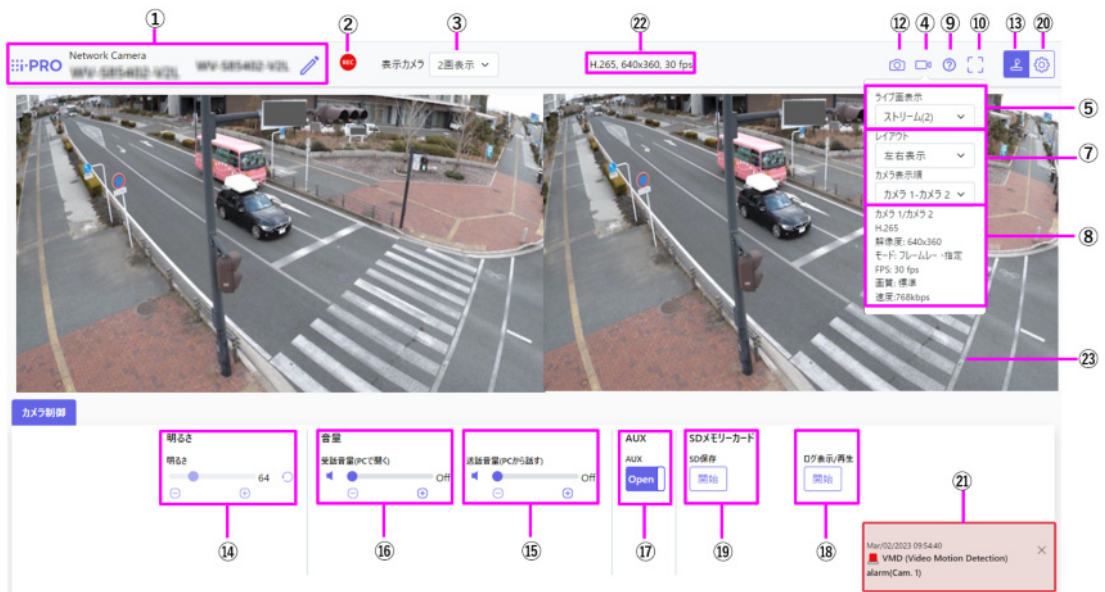 ① ② ③ ㉒ ⑫ ④ ⑨ ⑩ ⑬ ⑳
i-PRO Network Camera
REC 表示カメラ 2画表示
H.265, 640x360, 30 fps
ライブ画表示
ストリーム(2)
⑤
レイアウト
左右表示
⑦
カメラ表示順
カメラ 1-カメラ 2
カメラ 1/カメラ 2
H.265
⑧
解像度: 640x360
モード: フレームレート指定
FPS: 30 fps
画質: 標準
速度:768kbps
㉓
カメラ制御
明るさ
明るさ
64
音量
受話音量(PCで聞く)
Off
送話音量(PCから話す)
Off
AUX
AUX
Open
SDメモリーカード
SD保存
開始
ログ表示/再生
開始
㉑
⑭ ⑯ ⑮ ⑰ ⑲ ⑱
Mar/02/2023 09:54:40
VMD (Video Motion Detection)
alarm(Cam. 1)